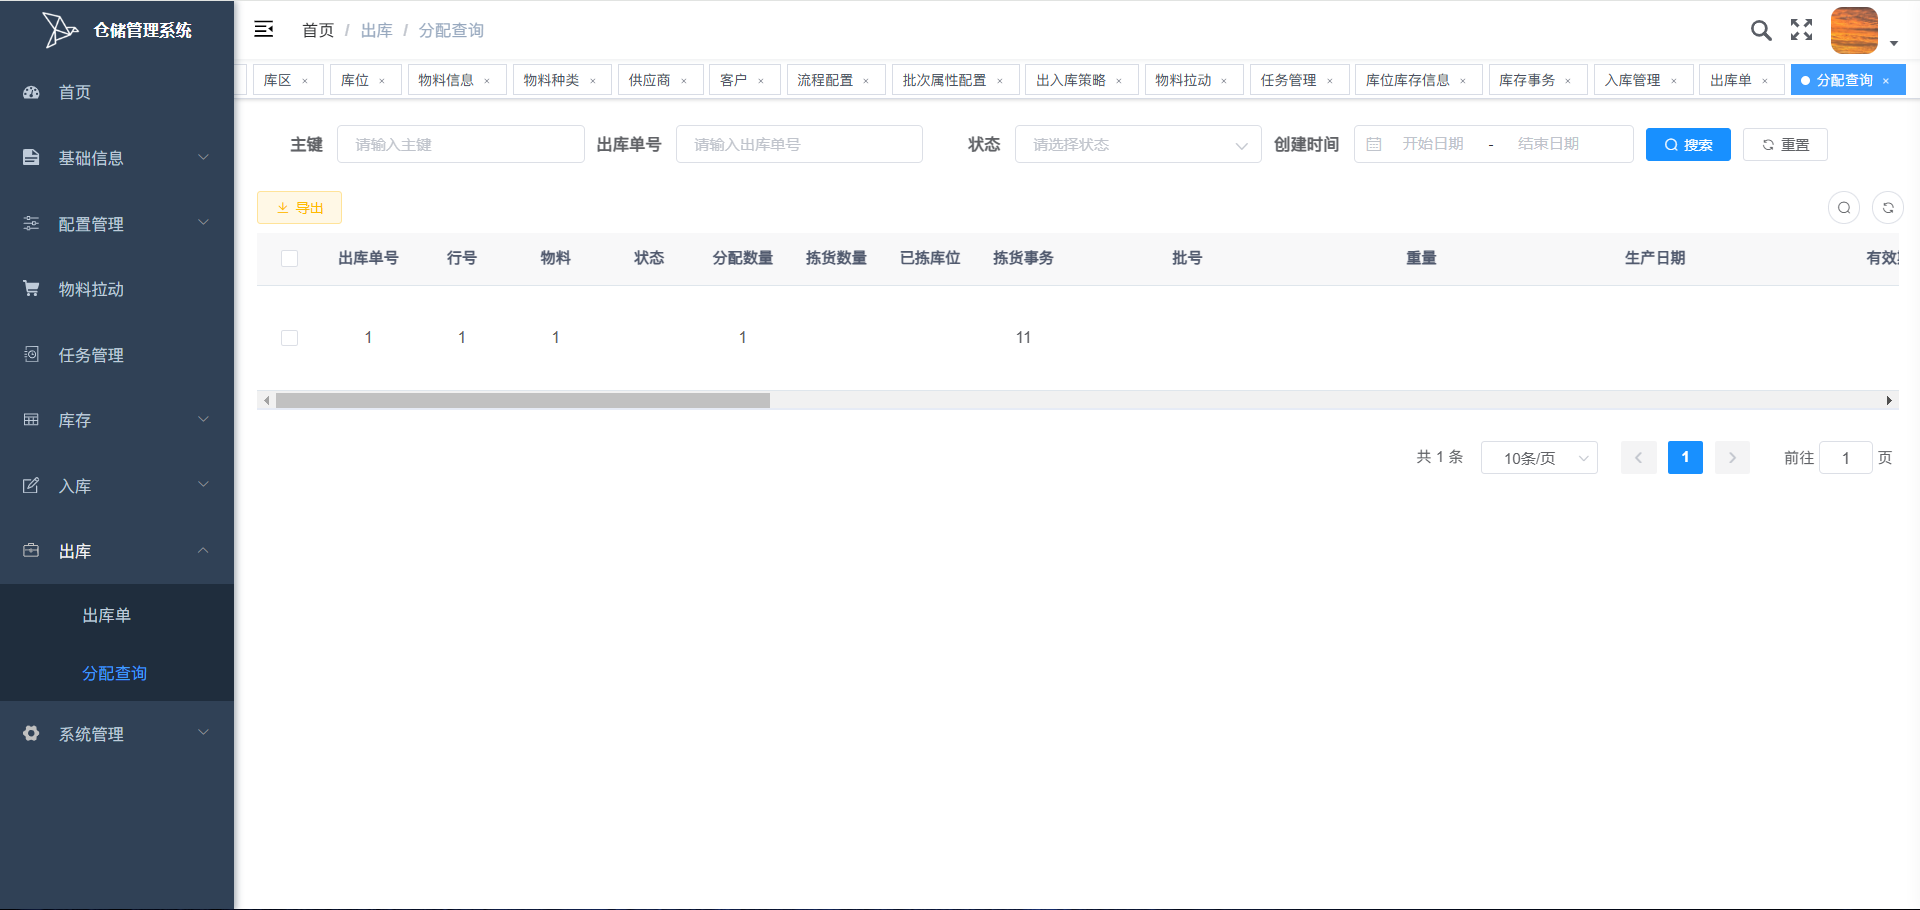 仓储管理系统
首页
基础信息
配置管理
物料拉动
任务管理
库存
入库
出库
出库单
分配查询
系统管理
首页 / 出库 / 分配查询
库区 × 库位 × 物料信息 × 物料种类 × 供应商 × 客户 × 流程配置 × 批次属性配置 × 出入库策略 × 物料拉动 × 任务管理 × 库位库存信息 × 库存事务 × 入库管理 × 出库单 × 分配查询 ×
主键 请输入主键 出库单号 请输入出库单号 状态 请选择状态 创建时间 开始日期 - 结束日期 搜索 重置
导出
出库单号 行号 物料 状态 分配数量 拣货数量 已拣库位 拣货事务 批号 重量 生产日期 有效
1 1 1 1 11
共 1 条 10条/页 1 前往 1 页